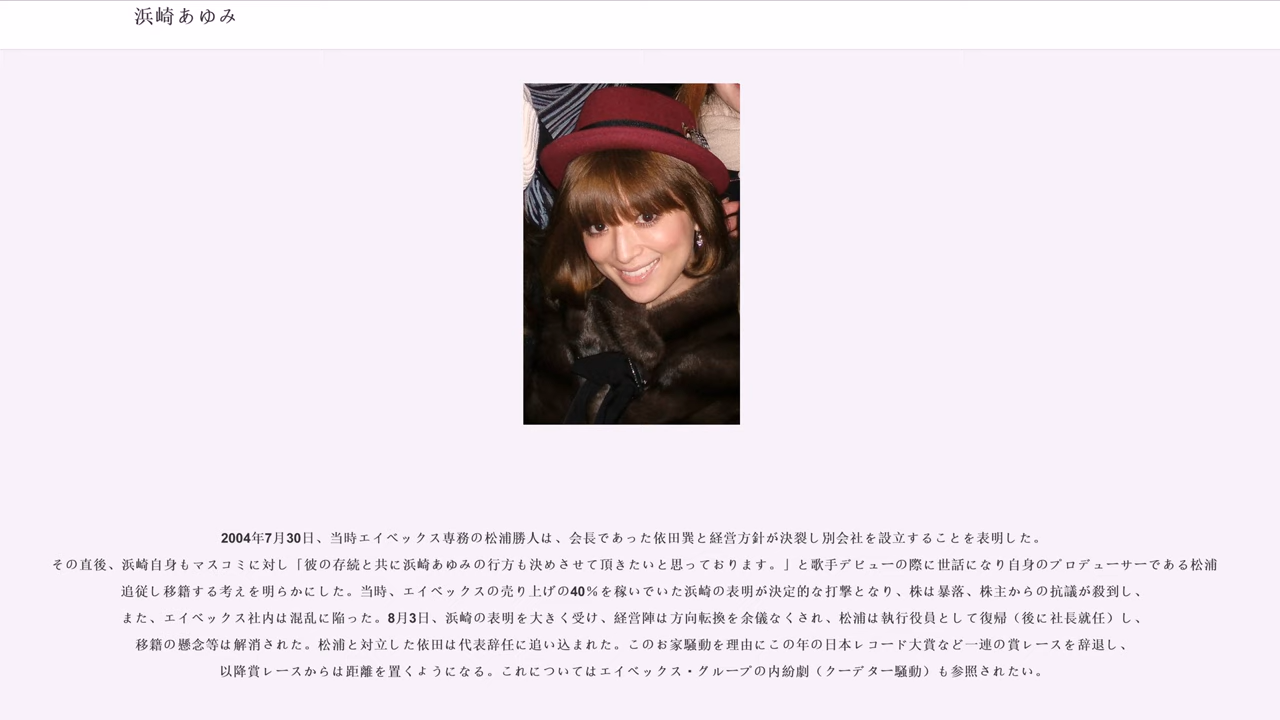 浜崎あゆみ
2004年7月30日、当時エイベックス専務の松浦勝人は、会長であった依田巽と経営方針が決裂し別会社を設立することを表明した。
その直後、浜崎自身もマスコミに対し「彼の存続と共に浜崎あゆみの行方も決めさせて頂きたいと思っております。」と歌手デビューの際に世話になり自身のプロデューサーである松浦
追従し移籍する考えを明らかにした。当時、エイベックスの売り上げの40％を稼いでいた浜崎の表明が決定的な打撃となり、株は暴落、株主からの抗議が殺到し、
また、エイベックス社内は混乱に陥った。8月3日、浜崎の表明を大きく受け、経営陣は方向転換を余儀なくされ、松浦は執行役員として復帰（後に社長就任）し、
移籍の懸念等は解消された。松浦と対立した依田は代表辞任に追い込まれた。このお家騒動を理由にこの年の日本レコード大賞など一連の賞レースを辞退し、
以降賞レースからは距離を置くようになる。これについてはエイベックス・グループの内紛劇（クーデター騒動）も参照されたい。